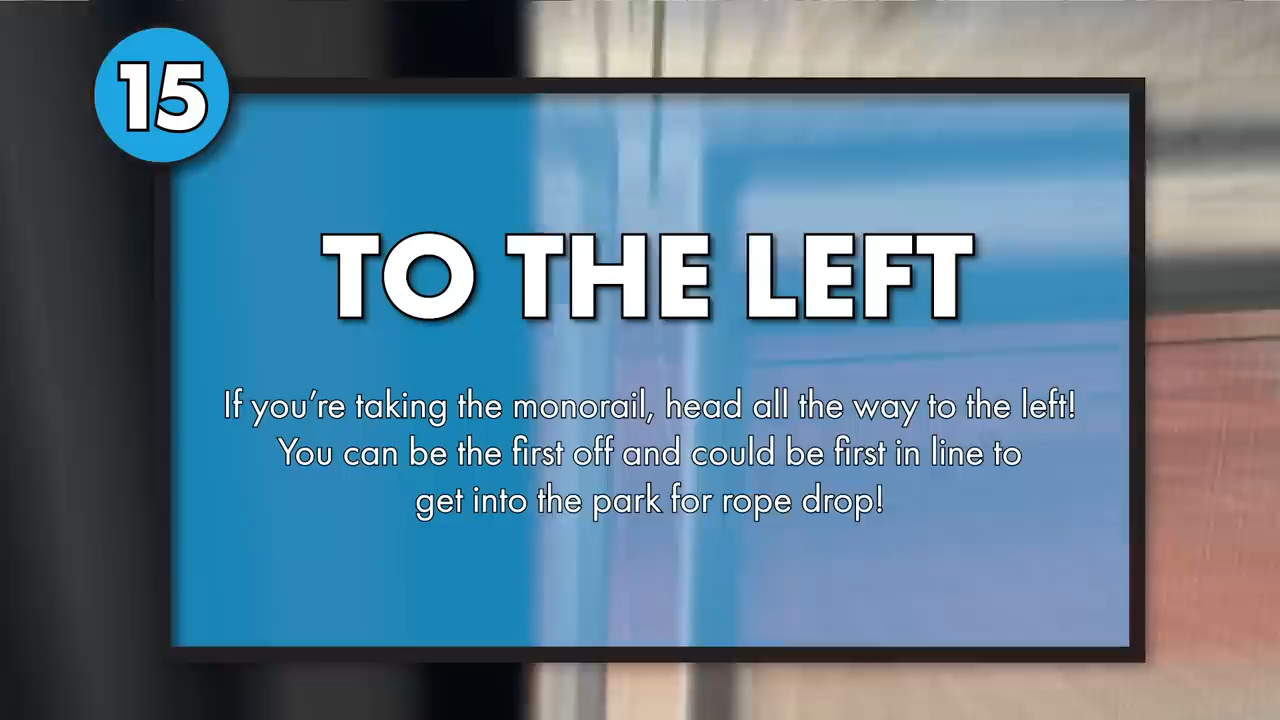 15
TO THE LEFT
If you’re taking the monorail, head all the way to the left!
You can be the first off and could be first in line to
get into the park for rope drop!